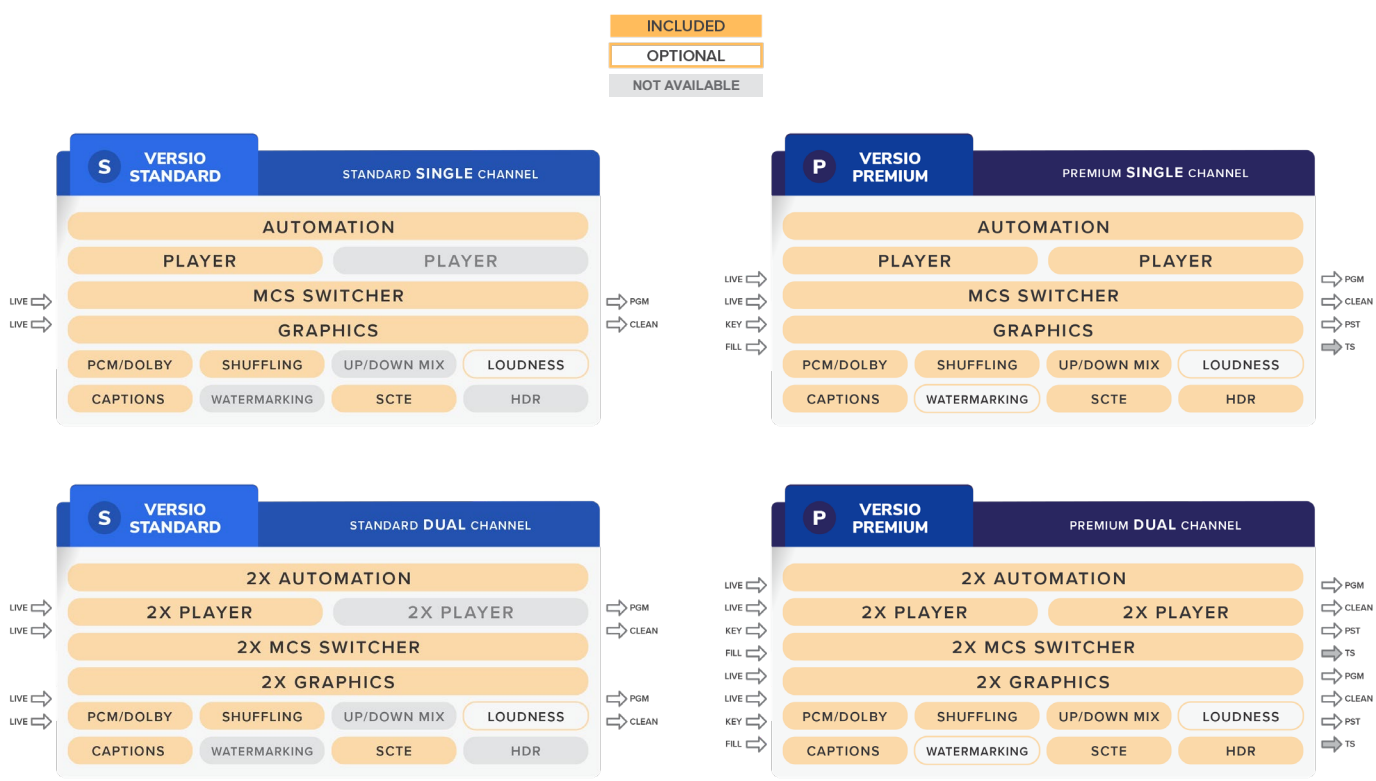 INCLUDED
OPTIONAL
NOT AVAILABLE
S VERSIO STANDARD
STANDARD SINGLE CHANNEL
AUTOMATION
PLAYER PLAYER
MCS SWITCHER
GRAPHICS
PCM/DOLBY SHUFFLING UP/DOWN MIX LOUDNESS
CAPTIONS WATERMARKING SCTE HDR
LIVE
LIVE
PGM
CLEAN
P VERSIO PREMIUM
PREMIUM SINGLE CHANNEL
AUTOMATION
PLAYER PLAYER
MCS SWITCHER
GRAPHICS
PCM/DOLBY SHUFFLING UP/DOWN MIX LOUDNESS
CAPTIONS WATERMARKING SCTE HDR
LIVE
LIVE
KEY
FILL
PGM
CLEAN
PST
TS
S VERSIO STANDARD
STANDARD DUAL CHANNEL
2X AUTOMATION
2X PLAYER 2X PLAYER
2X MCS SWITCHER
2X GRAPHICS
PCM/DOLBY SHUFFLING UP/DOWN MIX LOUDNESS
CAPTIONS WATERMARKING SCTE HDR
LIVE
LIVE
LIVE
LIVE
PGM
CLEAN
PGM
CLEAN
P VERSIO PREMIUM
PREMIUM DUAL CHANNEL
2X AUTOMATION
2X PLAYER 2X PLAYER
2X MCS SWITCHER
2X GRAPHICS
PCM/DOLBY SHUFFLING UP/DOWN MIX LOUDNESS
CAPTIONS WATERMARKING SCTE HDR
LIVE
LIVE
KEY
FILL
LIVE
LIVE
KEY
FILL
PGM
CLEAN
PST
TS
PGM
CLEAN
PST
TS